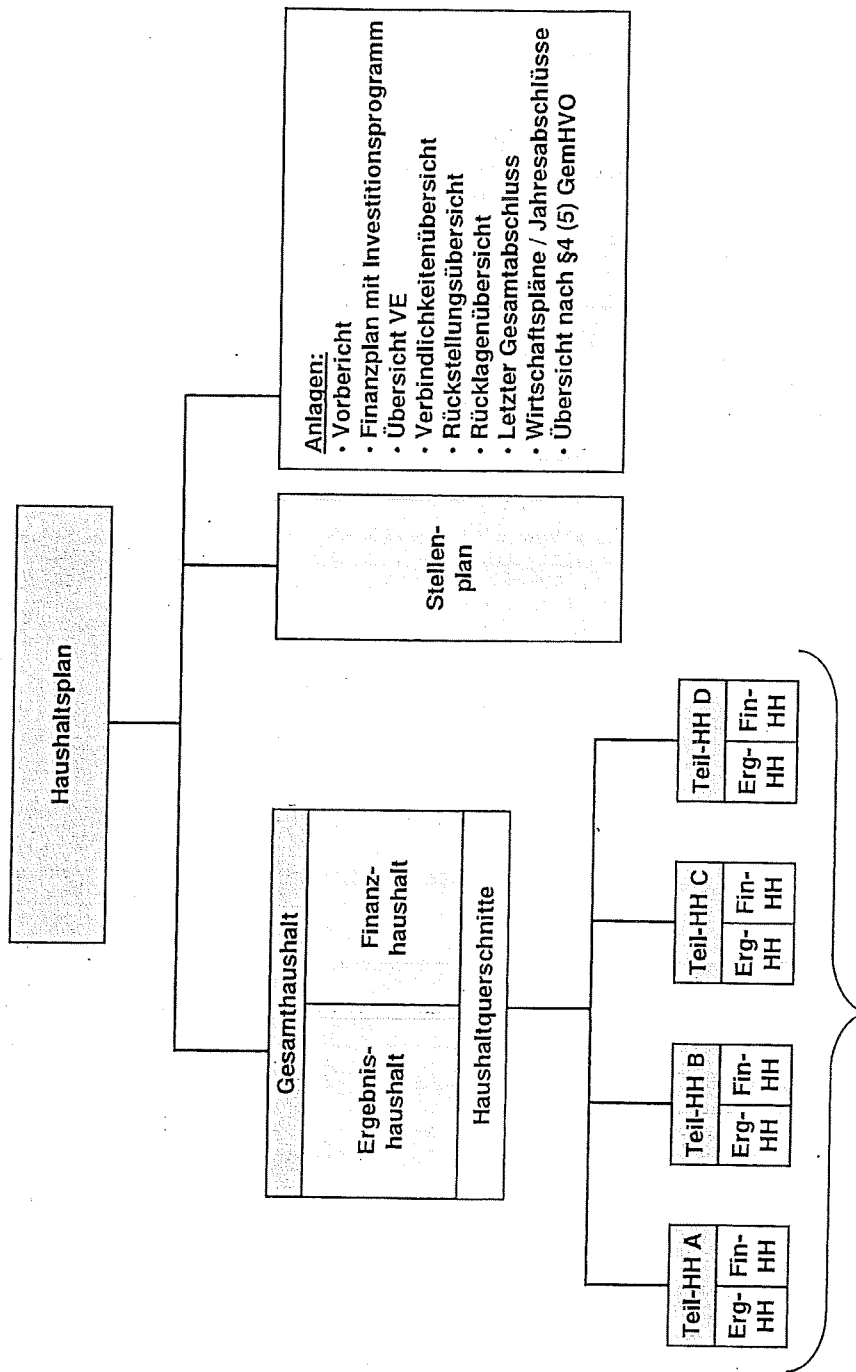 Haushaltsplan
Gesamthaushalt
Ergebnis-
haushalt
Finanz-
haushalt
Haushaltquerschnitte
Stellen-
plan
Anlagen:
• Vorbericht
• Finanzplan mit Investitionsprogramm
• Übersicht VE
• Verbindlichkeitenübersicht
• Rückstellungsübersicht
• Rücklagenübersicht
• Letzter Gesamtabschluss
• Wirtschaftspläne / Jahresabschlüsse
• Übersicht nach §4 (5) GemHVO
Teil-HH A
Erg-
HH
Fin-
HH
Teil-HH B
Erg-
HH
Fin-
HH
Teil-HH C
Erg-
HH
Fin-
HH
Teil-HH D
Erg-
HH
Fin-
HH